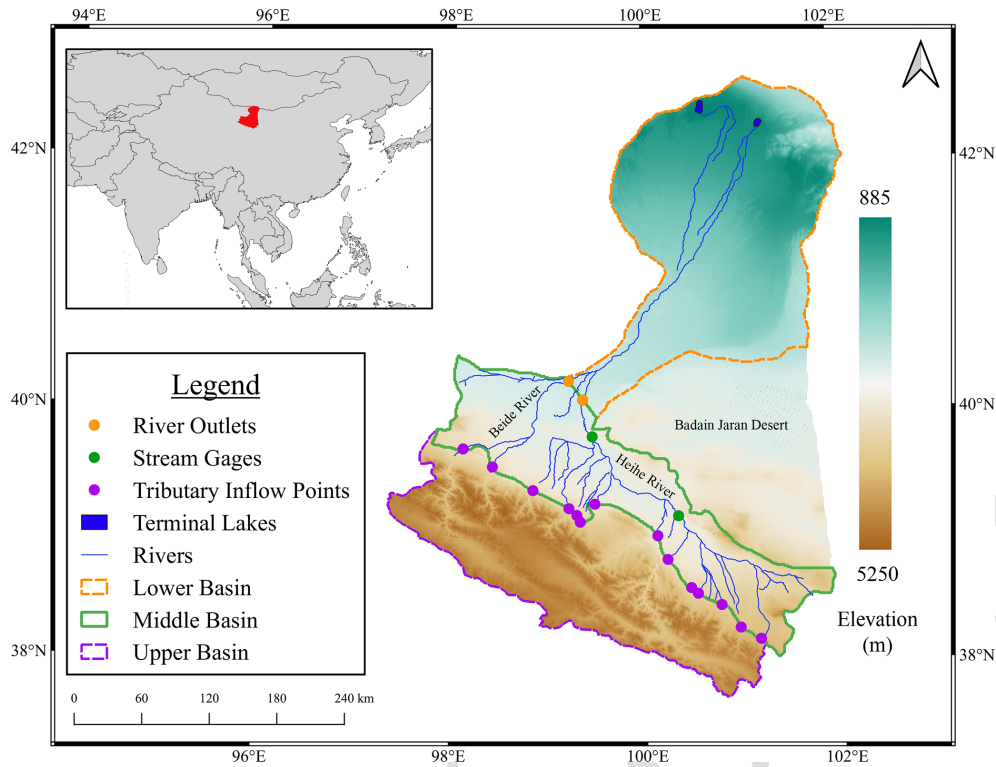 94°E 96°E 98°E 100°E 102°E
42°N 42°N
885
40°N 40°N
Beide River
Badain Jaran Desert
Heihe River
Legend
River Outlets
Stream Gages
Tributary Inflow Points
Terminal Lakes
Rivers
Lower Basin
Middle Basin
Upper Basin
5250
Elevation
(m)
38°N 38°N
0 60 120 180 240 km
96°E 98°E 100°E 102°E